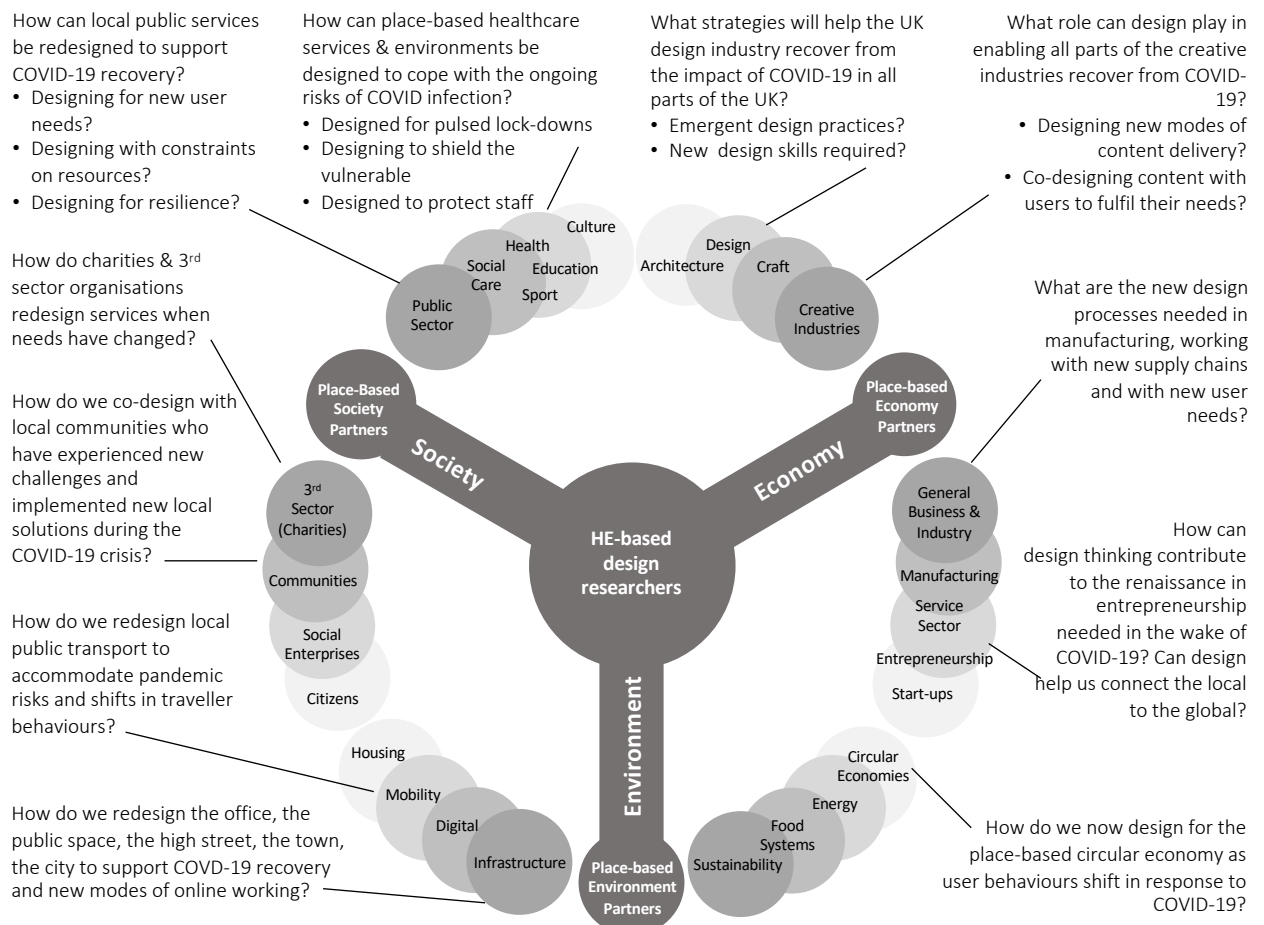 How can local public services
be redesigned to support
COVID-19 recovery?
• Designing for new user
needs?
• Designing with constraints
on resources?
• Designing for resilience?
How can place-based healthcare
services & environments be
designed to cope with the ongoing
risks of COVID infection?
• Designed for pulsed lock-downs
• Designing to shield the
vulnerable
• Designed to protect staff
What strategies will help the UK
design industry recover from
the impact of COVID-19 in all
parts of the UK?
• Emergent design practices?
• New design skills required?
What role can design play in
enabling all parts of the creative
industries recover from COVID-
19?
• Designing new modes of
content delivery?
• Co-designing content with
users to fulfil their needs?
Culture
Health
Education
Social
Care
Sport
Public
Sector
Architecture
Design
Craft
Creative
Industries
How do charities & 3rd
sector organisations
redesign services when
needs have changed?
What are the new design
processes needed in
manufacturing, working
with new supply chains
and with new user
needs?
Place-Based
Society
Partners
Society
Place-based
Economy
Partners
Economy
How do we co-design with
local communities who
have experienced new
challenges and
implemented new local
solutions during the
COVID-19 crisis?
3rd
Sector
(Charities)
Communities
Social
Enterprises
Citizens
HE-based
design
researchers
General
Business &
Industry
Manufacturing
Service
Sector
Entrepreneurship
Start-ups
How can
design thinking contribute
to the renaissance in
entrepreneurship
needed in the wake of
COVID-19? Can design
help us connect the local
to the global?
How do we redesign local
public transport to
accommodate pandemic
risks and shifts in traveller
behaviours?
Housing
Mobility
Digital
Infrastructure
Environment
Place-based
Environment
Partners
Circular
Economies
Energy
Food
Systems
Sustainability
How do we redesign the office, the
public space, the high street, the town,
the city to support COVD-19 recovery
and new modes of online working?
How do we now design for the
place-based circular economy as
user behaviours shift in response to
COVID-19?